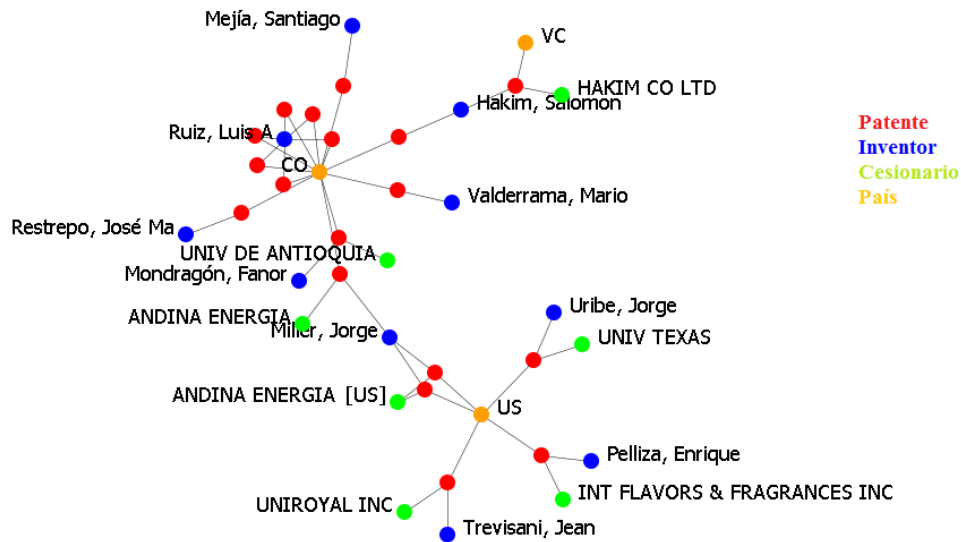 Mejía, Santiago
VC
HAKIM CO LTD
Hakim, Salomon
Patente
Inventor
Cesionario
País
Ruiz, Luis A
CO
Valderrama, Mario
Restrepo, José Ma
UNIV DE ANTIOQUIA
Mondragón, Fanor
ANDINA ENERGIA
Miller, Jorge
Uribe, Jorge
UNIV TEXAS
ANDINA ENERGIA [US]
US
Pelliza, Enrique
INT FLAVORS & FRAGRANCES INC
UNIROYAL INC
Trevisani, Jean